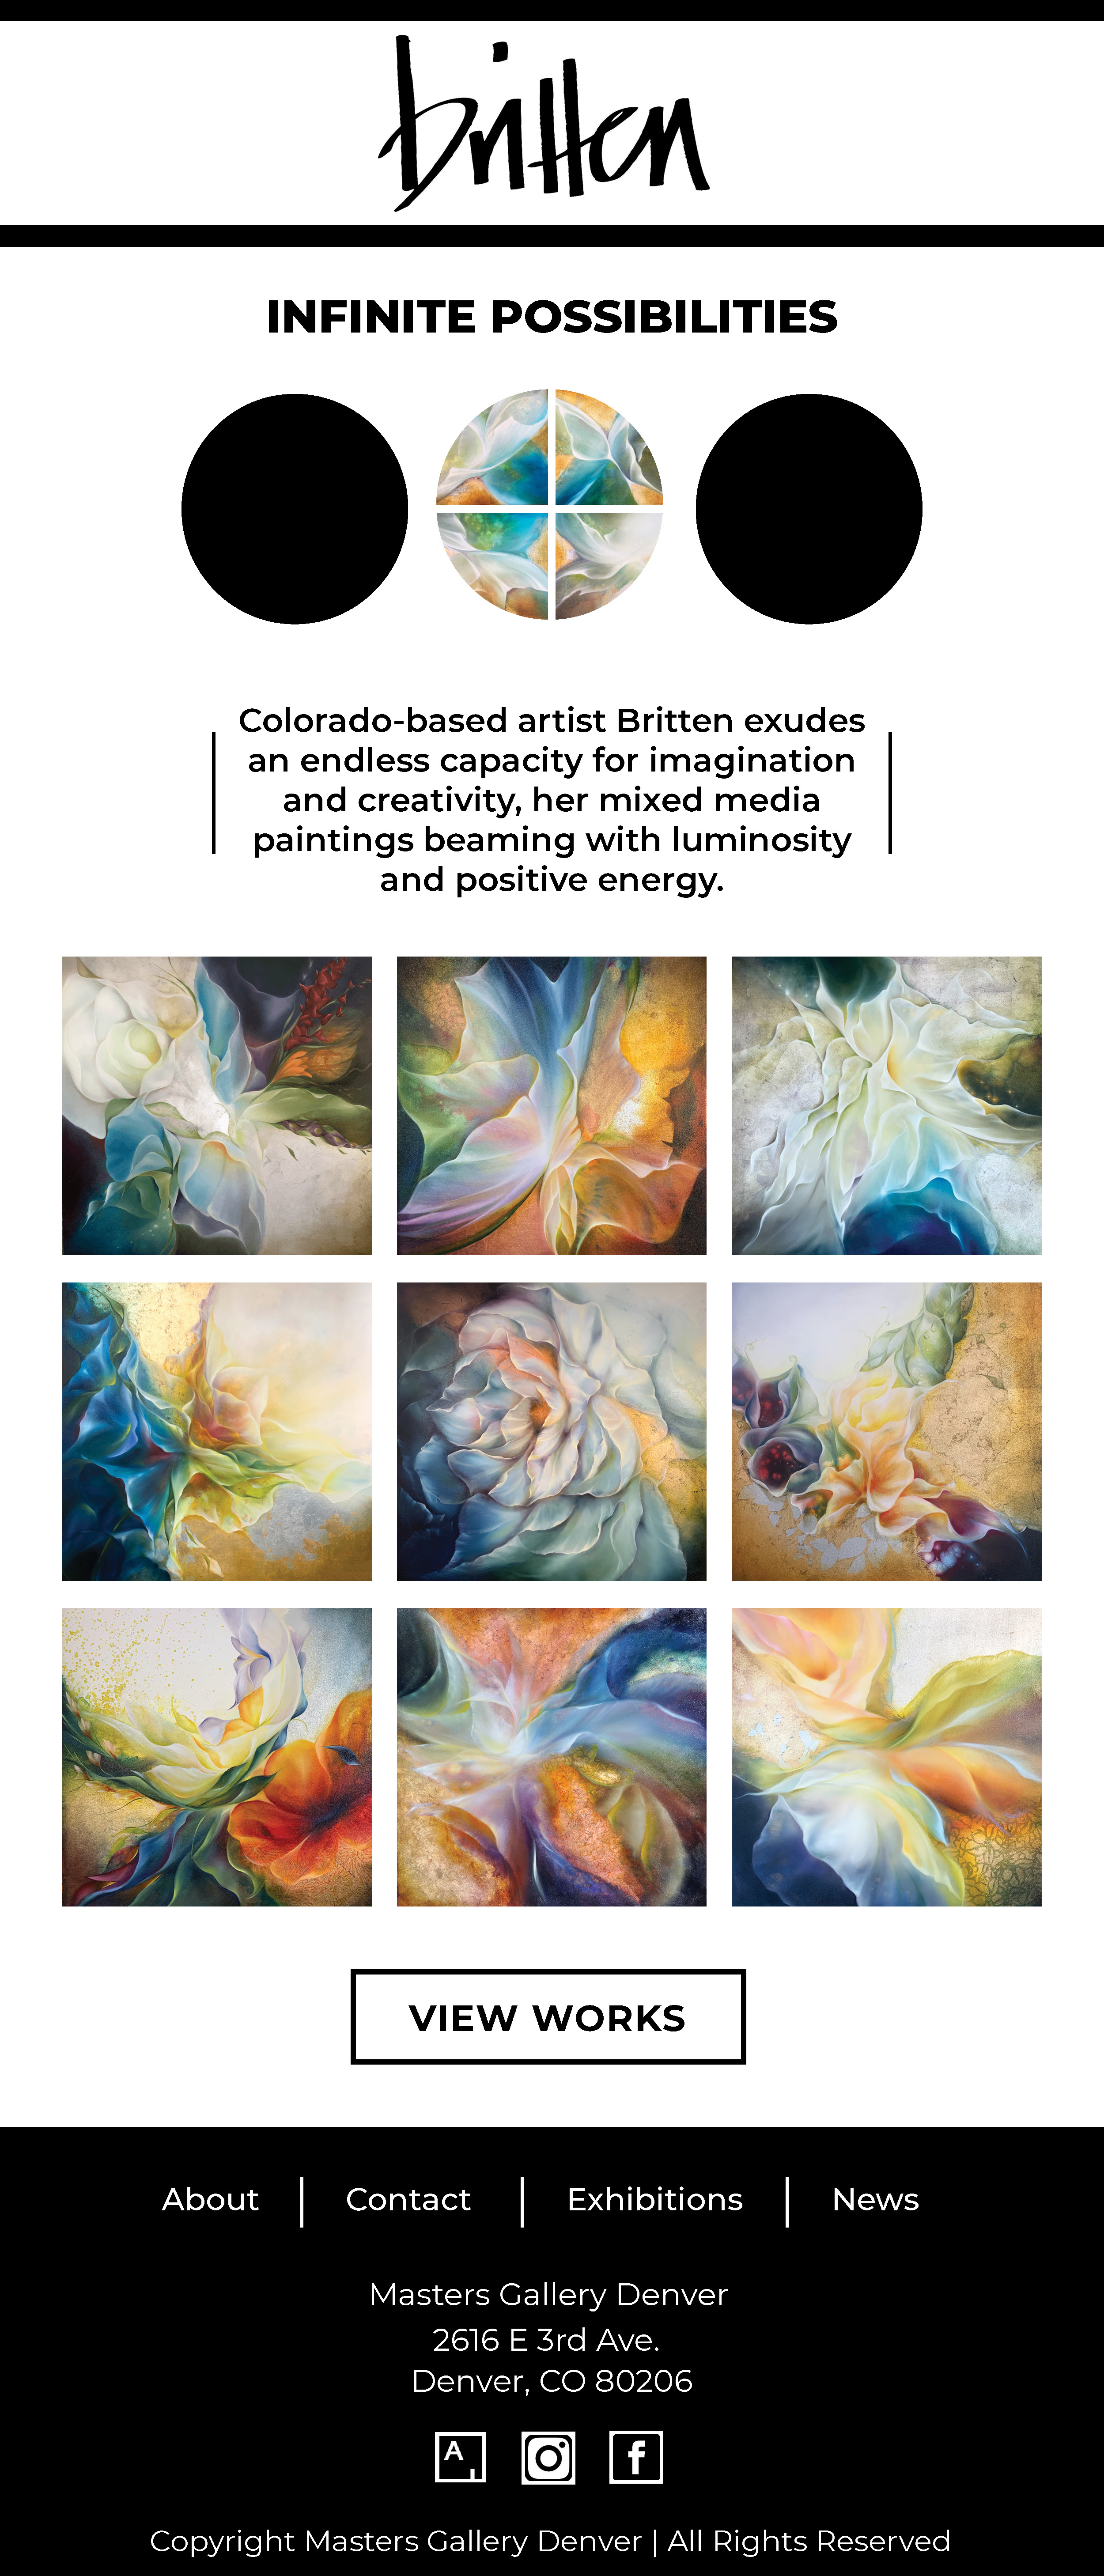 britten
INFINITE POSSIBILITIES
Colorado-based artist Britten exudes
an endless capacity for imagination
and creativity, her mixed media
paintings beaming with luminosity
and positive energy.
VIEW WORKS
About | Contact | Exhibitions | News
Masters Gallery Denver
2616 E 3rd Ave.
Denver, CO 80206
A
f
Copyright Masters Gallery Denver | All Rights Reserved